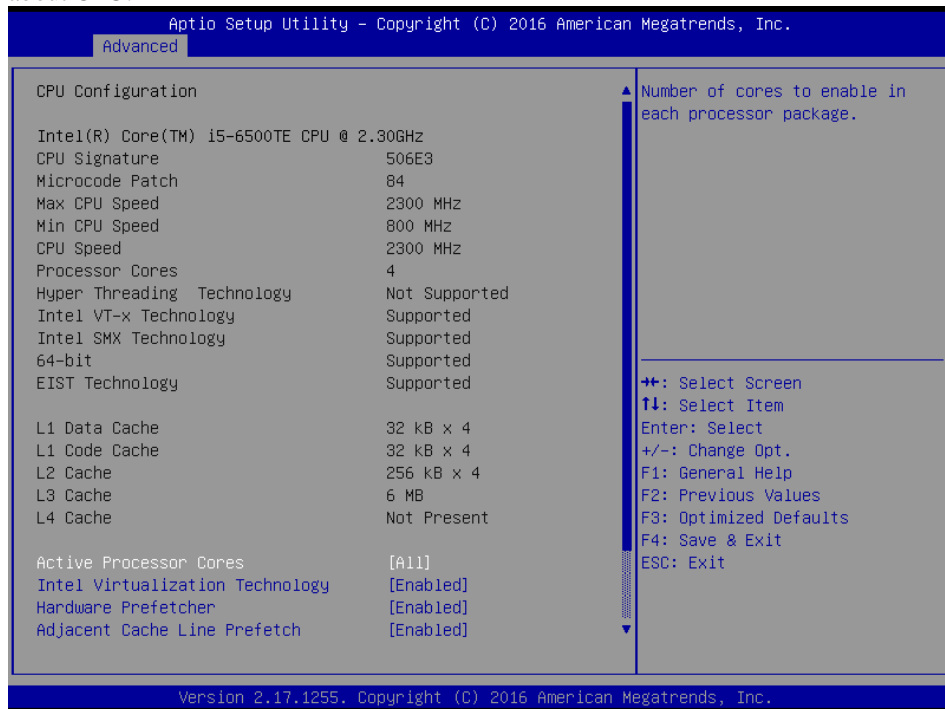 Aptio Setup Utility – Copyright (C) 2016 American Megatrends, Inc.
Advanced
CPU Configuration
Intel(R) Core(TM) i5-6500TE CPU @ 2.30GHz
CPU Signature 506E3
Microcode Patch 84
Max CPU Speed 2300 MHz
Min CPU Speed 800 MHz
CPU Speed 2300 MHz
Processor Cores 4
Hyper Threading Technology Not Supported
Intel VT-x Technology Supported
Intel SMX Technology Supported
64-bit Supported
EIST Technology Supported
L1 Data Cache 32 kB x 4
L1 Code Cache 32 kB x 4
L2 Cache 256 kB x 4
L3 Cache 6 MB
L4 Cache Not Present
Active Processor Cores [All]
Intel Virtualization Technology [Enabled]
Hardware Prefetcher [Enabled]
Adjacent Cache Line Prefetch [Enabled]
Number of cores to enable in
each processor package.
→←: Select Screen
↑↓: Select Item
Enter: Select
+/-: Change Opt.
F1: General Help
F2: Previous Values
F3: Optimized Defaults
F4: Save & Exit
ESC: Exit
Version 2.17.1255. Copyright (C) 2016 American Megatrends, Inc.